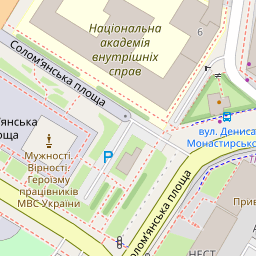 Національна
академія
внутрішніх
справ
6
Солом'янська площа
'янська
оща
Мужності,
Вірності,
Героїзму
працівників
МВС України
P
вул. Дениса
Монастирсько
Солом'янська площа
Прив
НЕСТ